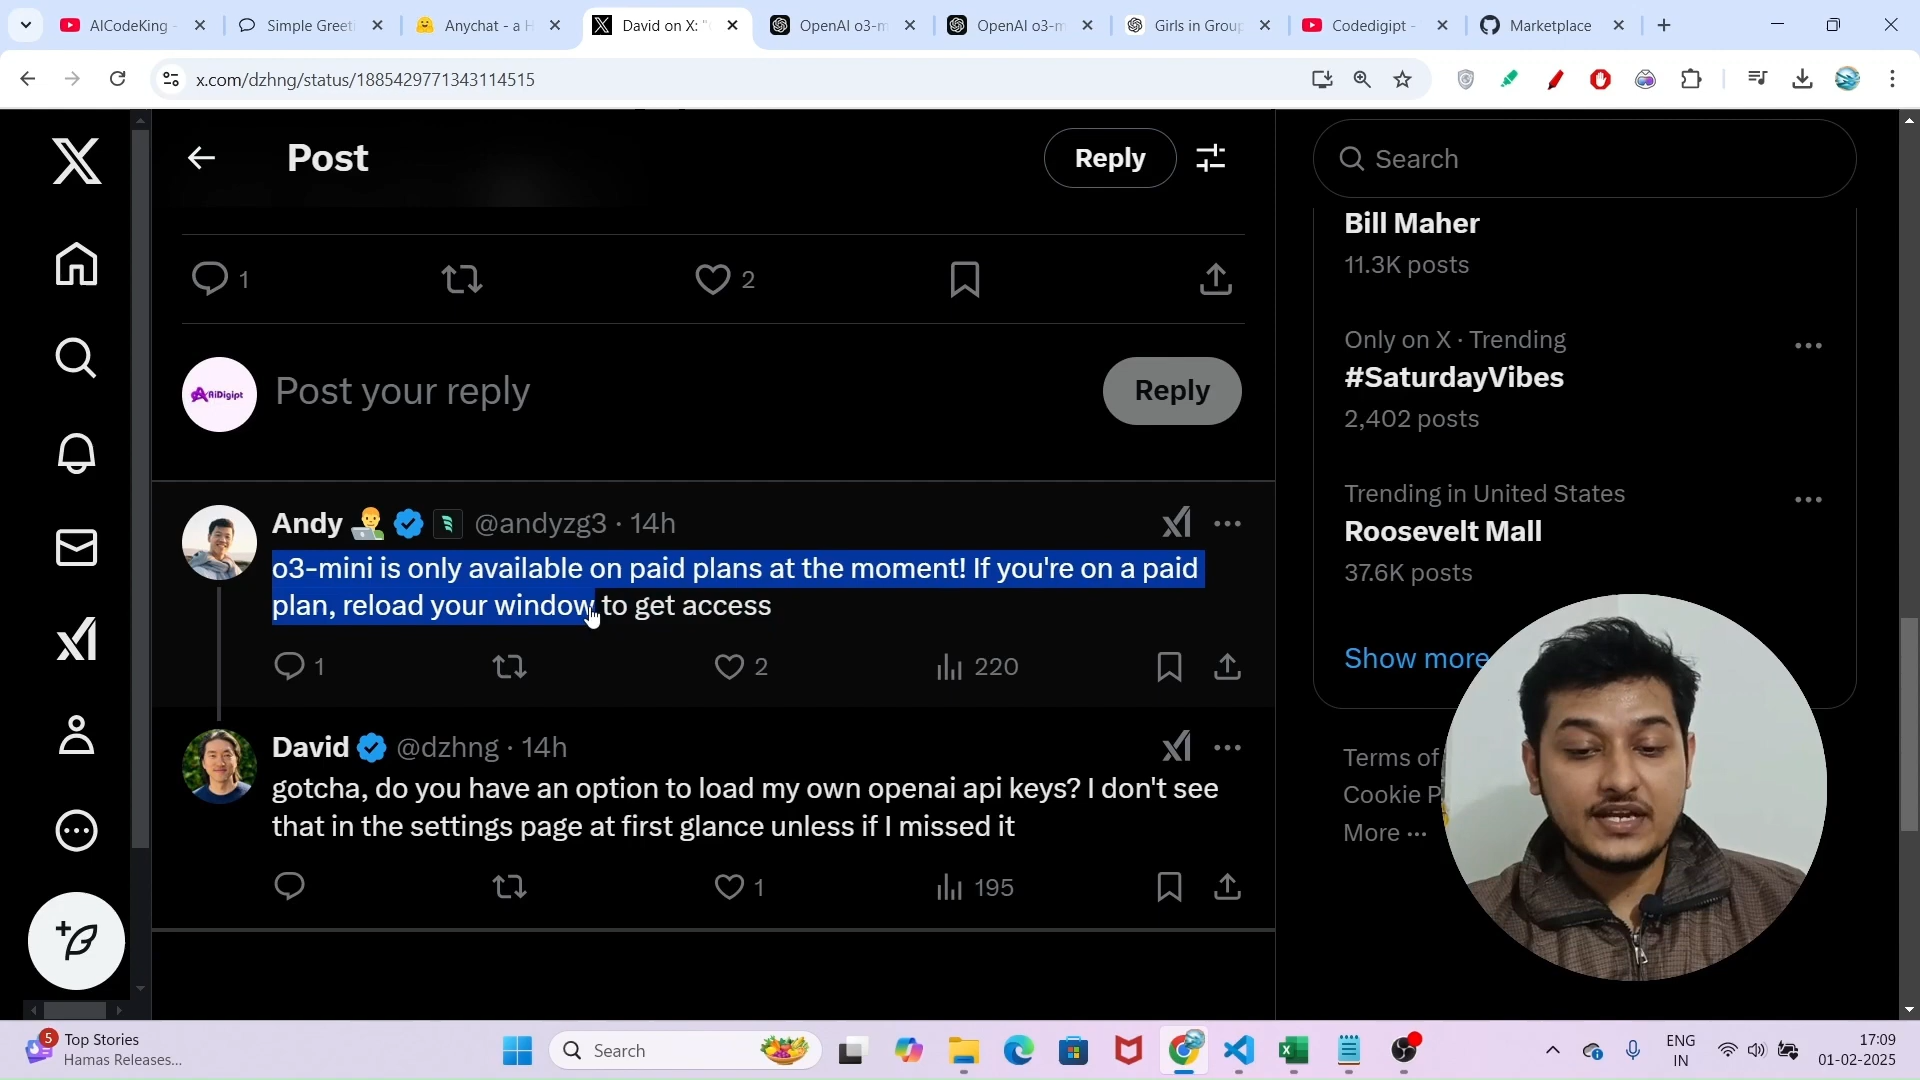 AICodeKing -
Simple Greeti
Anychat - a H
David on X: "
OpenAI o3-m
OpenAI o3-m
Girls in Group
Codedigipt -
Marketplace
x.com/dzhng/status/1885429771343114515
Post
Reply
Search
Bill Maher
11.3K posts
1
2
Only on X · Trending
#SaturdayVibes
2,402 posts
AiDigipt
Post your reply
Reply
Trending in United States
Roosevelt Mall
37.6K posts
Show more
Andy @andyzg3 · 14h
o3-mini is only available on paid plans at the moment! If you're on a paid
plan, reload your window to get access
1
2
220
David @dzhng · 14h
gotcha, do you have an option to load my own openai api keys? I don't see
that in the settings page at first glance unless if I missed it
1
195
Terms of
Cookie P
More
5
Top Stories
Hamas Releases...
Search
ENG
IN
17:09
01-02-2025